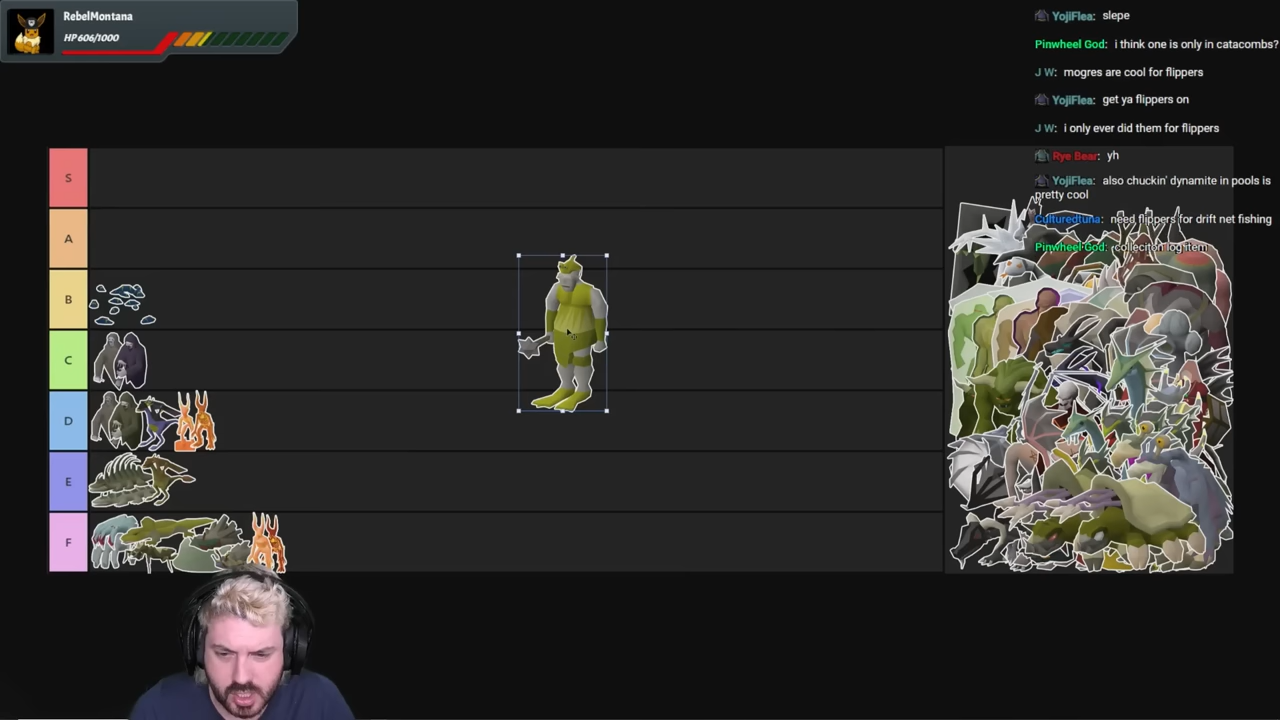 RebelMontana
HP 606/1000
YojiFlea: slepe
Pinwheel God: i think one is only in catacombs?
J W: mogres are cool for flippers
YojiFlea: get ya flippers on
J W: i only ever did them for flippers
Rye Bear: yh
YojiFlea: also chuckin' dynamite in pools is
pretty cool
Culturedtuna: need flippers for drift net fishing
Pinwheel God: colleciton log item
S
A
B
C
D
E
F